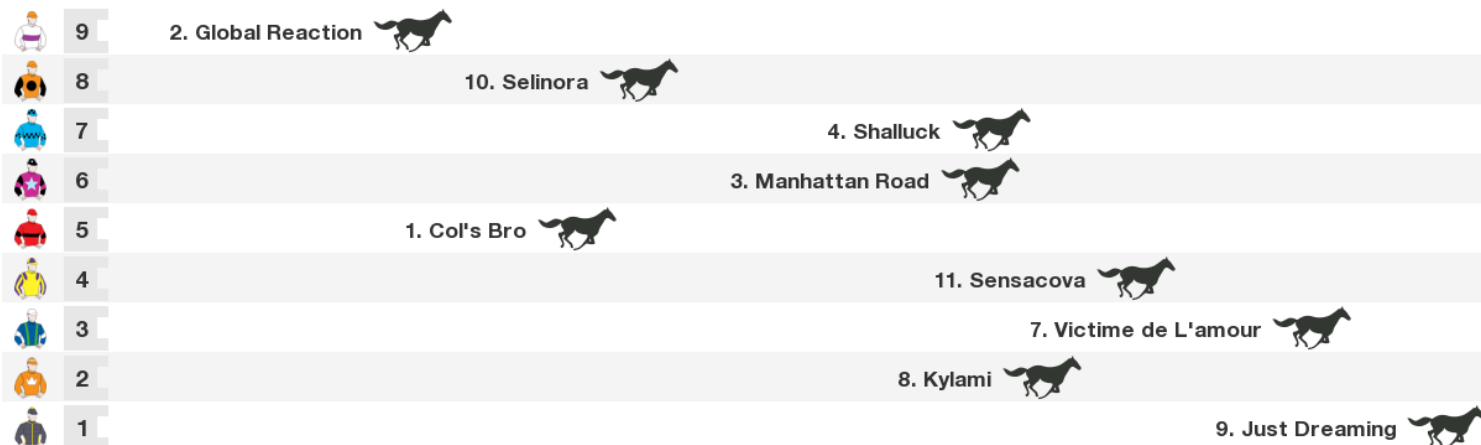 9 2. Global Reaction
8 10. Selinora
7 4. Shalluck
6 3. Manhattan Road
5 1. Col's Bro
4 11. Sensacova
3 7. Victime de L'amour
2 8. Kylami
1 9. Just Dreaming